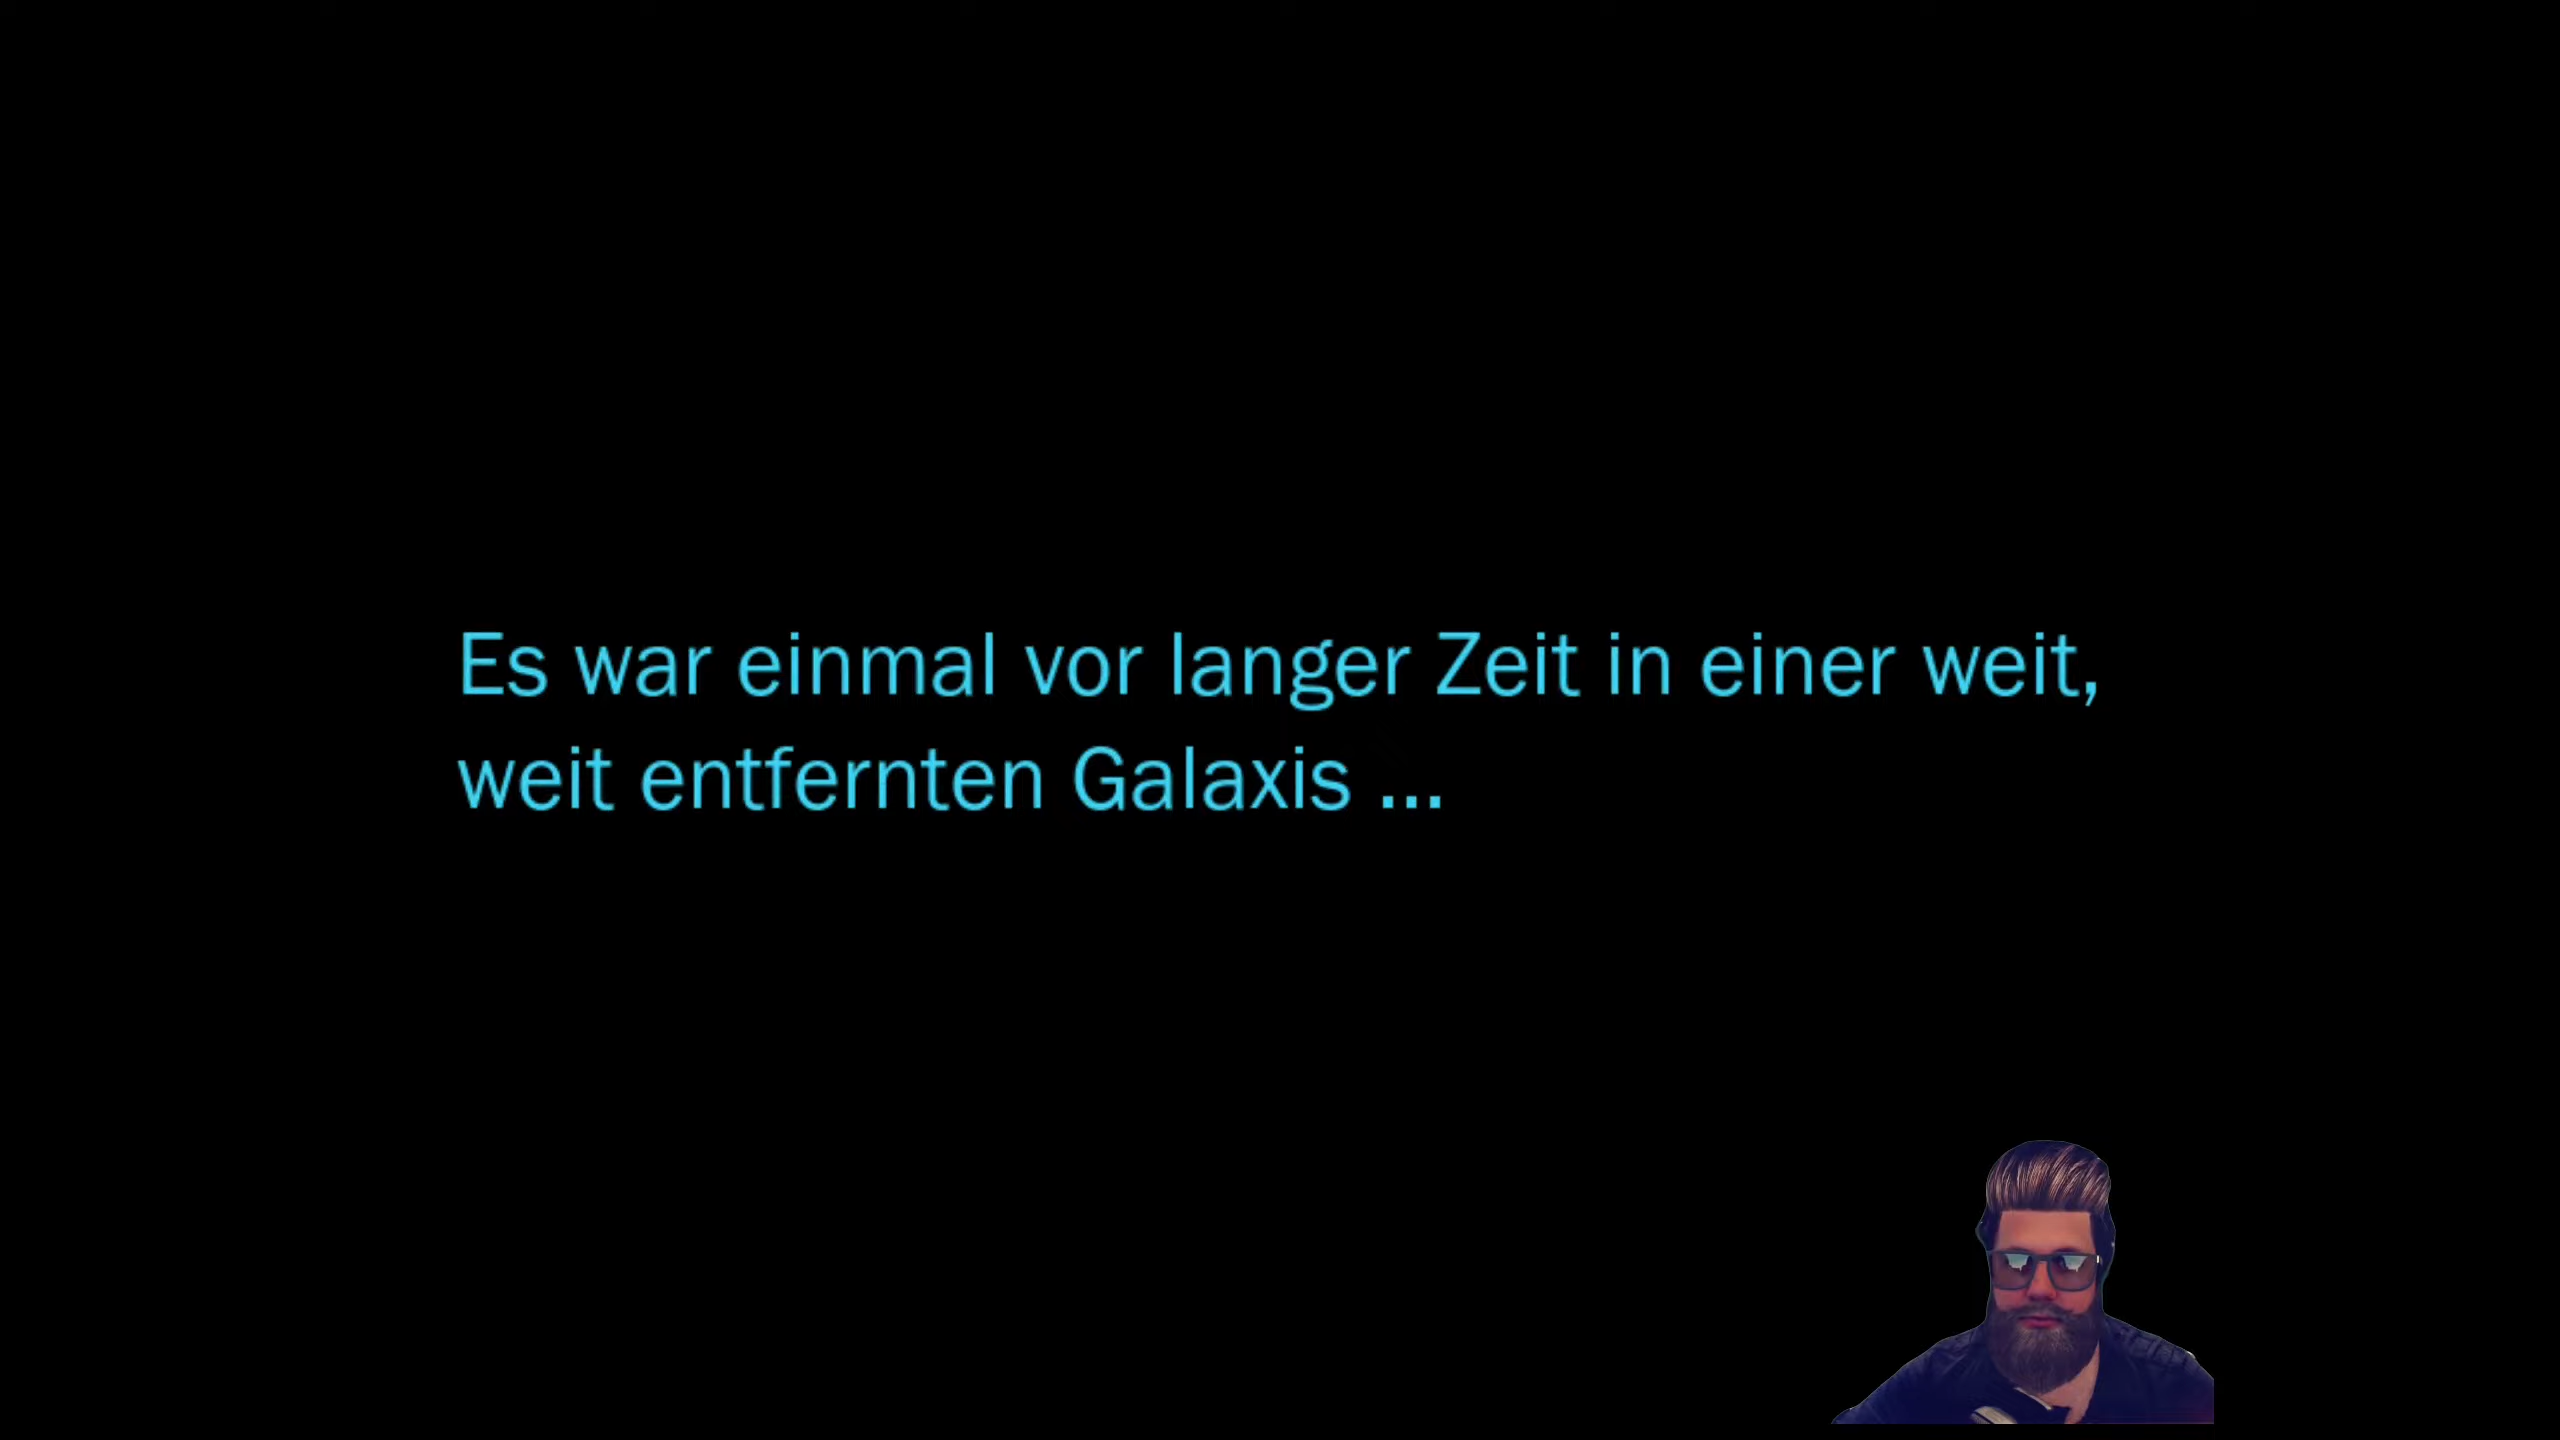 Es war einmal vor langer Zeit in einer weit,
weit entfernten Galaxis ...